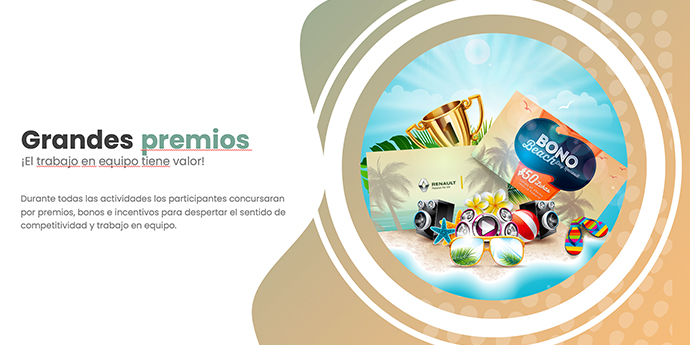 Grandes premios
¡El trabajo en equipo tiene valor!
Durante todas las actividades los participantes concursaran
por premios, bonos e incentivos para despertar el sentido de
competitividad y trabajo en equipo.
BONO
Beach
RENAULT